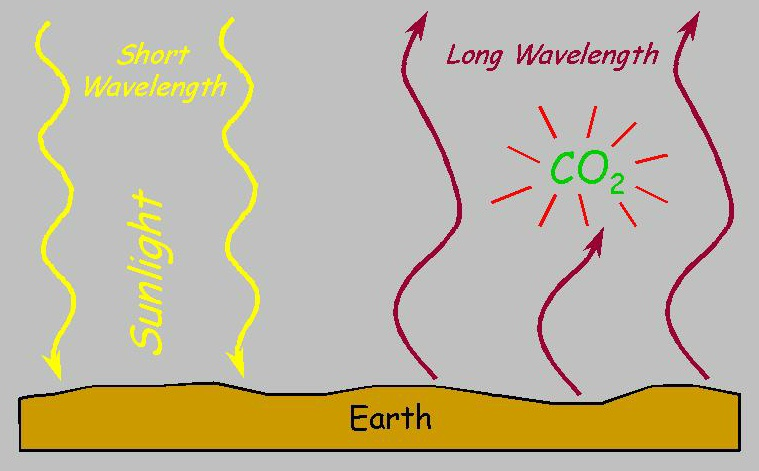 Short
Wavelength
Sunlight
Long Wavelength
CO₂
Earth